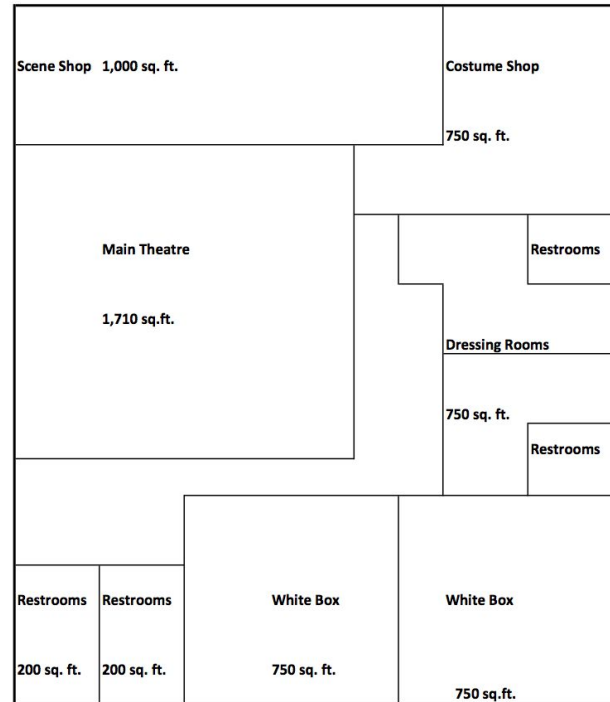 Scene Shop 1,000 sq. ft.
Costume Shop
750 sq. ft.
Main Theatre
1,710 sq.ft.
Restrooms
Dressing Rooms
750 sq. ft.
Restrooms
Restrooms
200 sq. ft.
Restrooms
200 sq. ft.
White Box
750 sq. ft.
White Box
750 sq.ft.